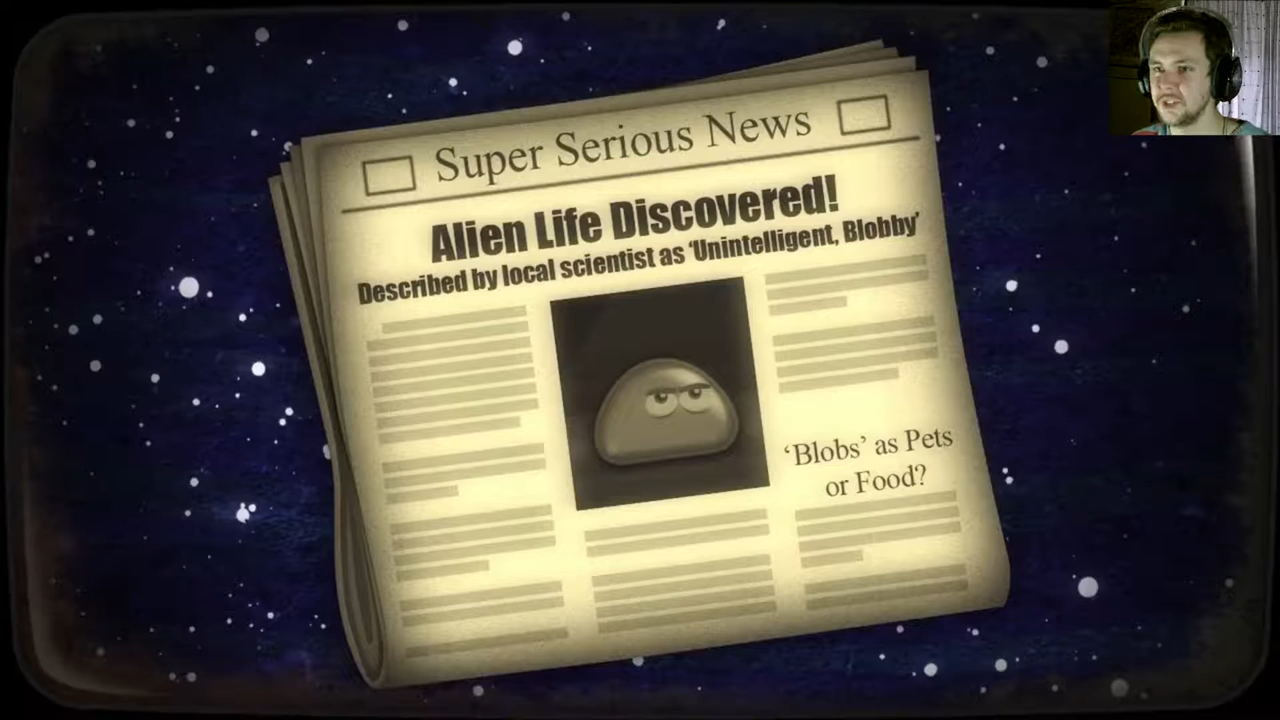 Super Serious News
Alien Life Discovered!
Described by local scientist as 'Unintelligent, Blobby'
'Blobs' as Pets
or Food?